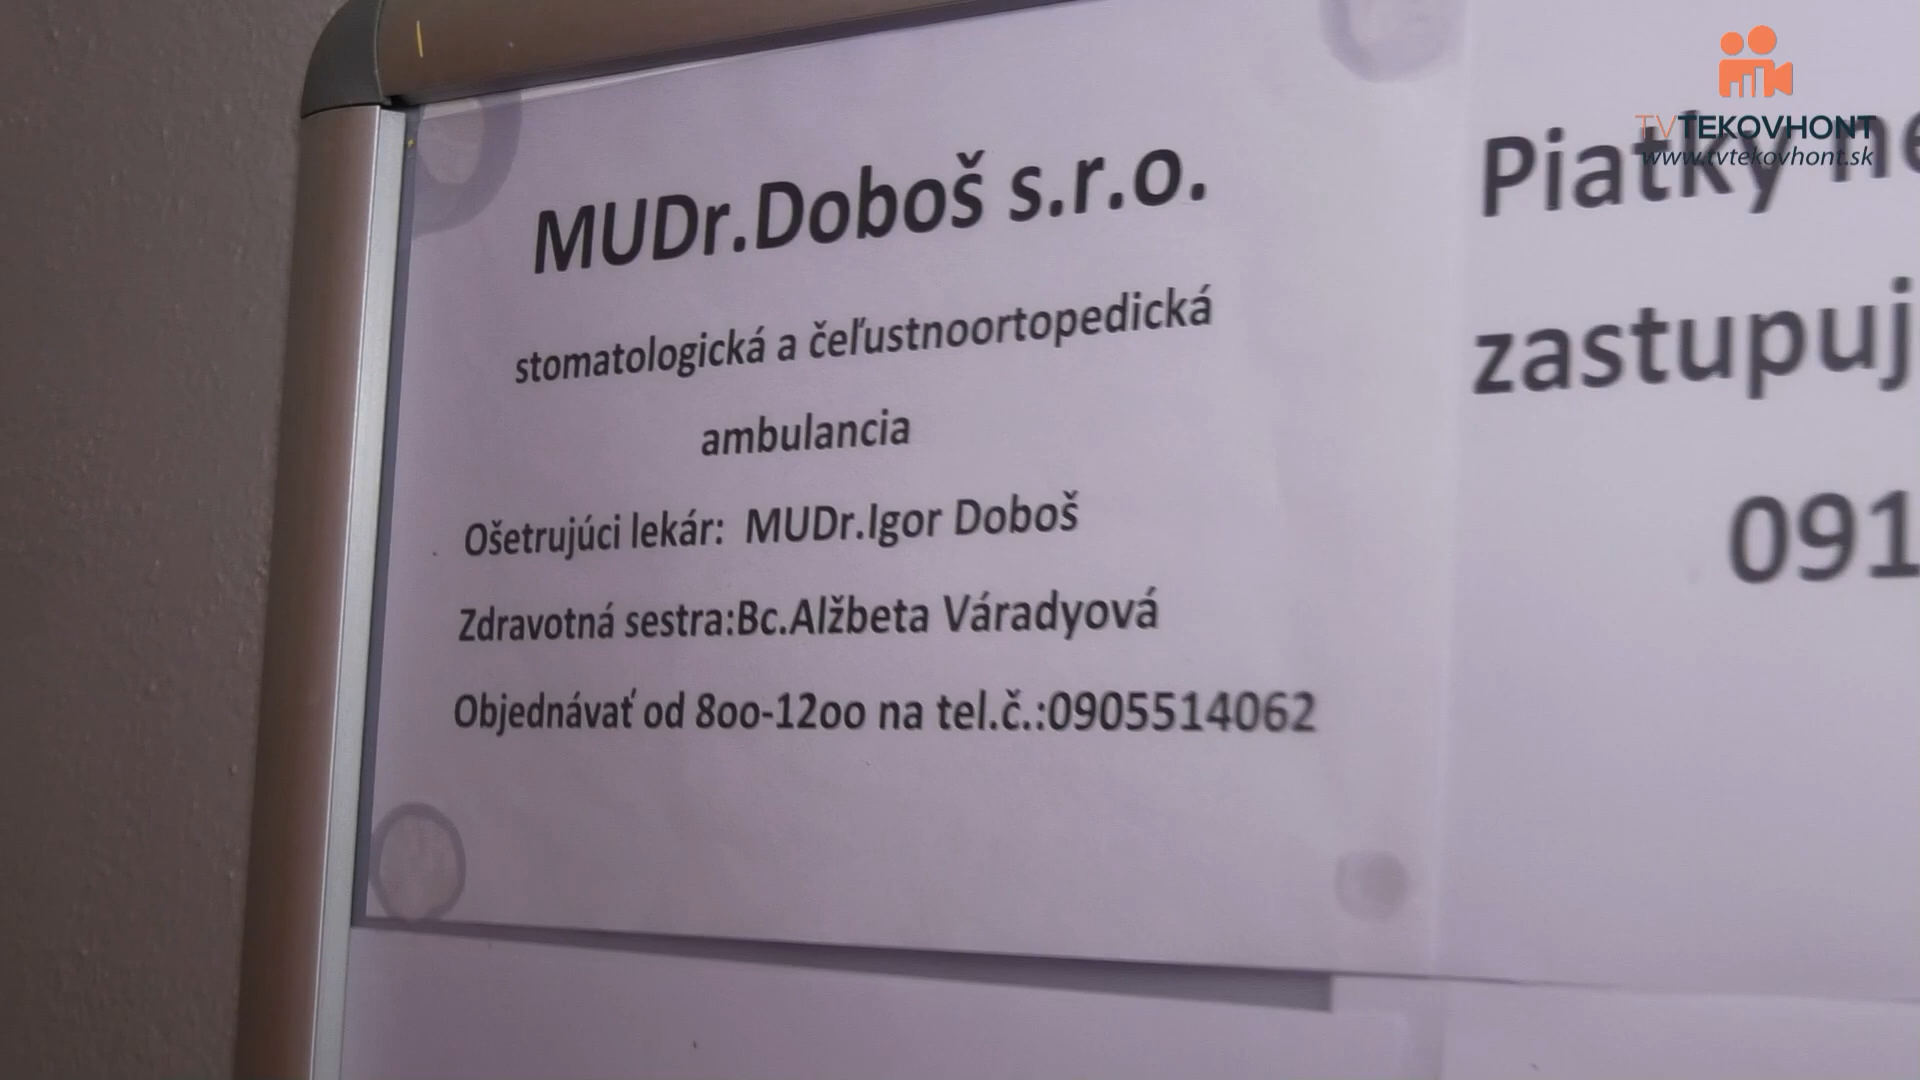 MUDr.Doboš s.r.o.
stomatologická a čeľustnoortopedická
ambulancia
Ošetrujúci lekár: MUDr.Igor Doboš
Zdravotná sestra:Bc.Alžbeta Váradyová
Objednávať od 8oo-12oo na tel.č.:0905514062
Piatky
zastupuj
091
TVTEKOVHONT
www.tvtekovhont.sk